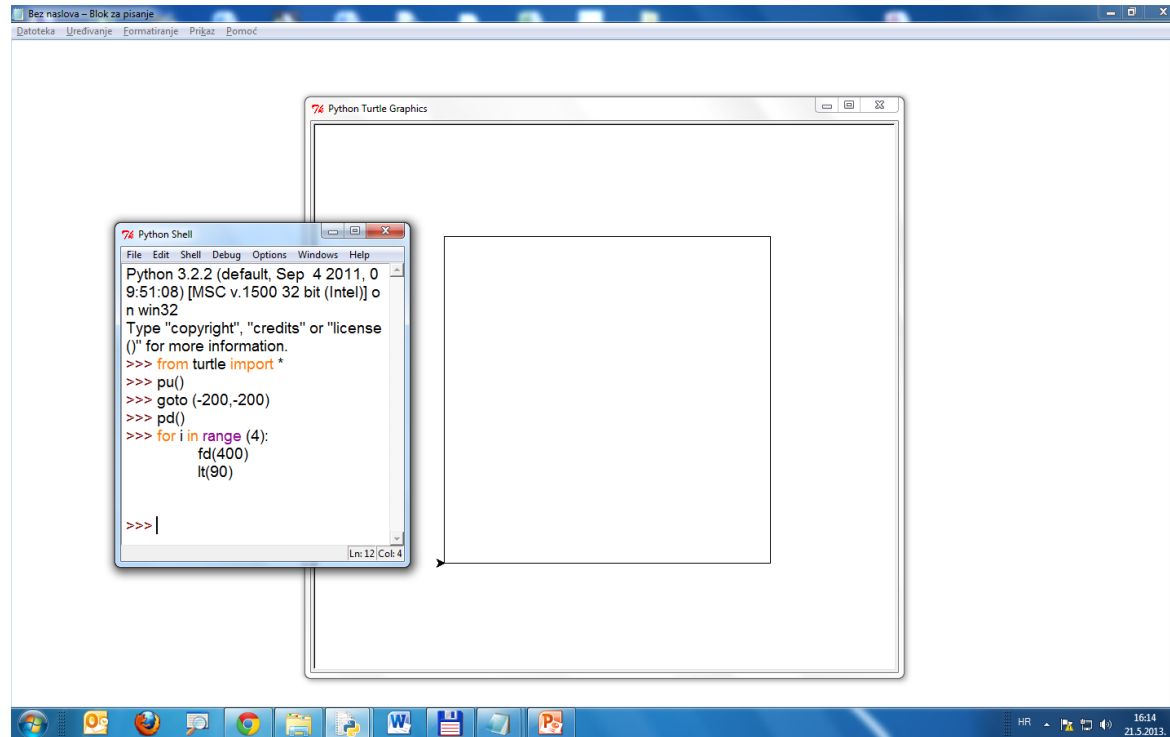 Bez naslova – Blok za pisanje
Datoteka Uređivanje Formatiranje Prikaz Pomoć
Python Turtle Graphics
Python Shell
File Edit Shell Debug Options Windows Help
Python 3.2.2 (default, Sep  4 2011, 0
9:51:08) [MSC v.1500 32 bit (Intel)] o
n win32
Type "copyright", "credits" or "license
()" for more information.
>>> from turtle import *
>>> pu()
>>> goto (-200,-200)
>>> pd()
>>> for i in range (4):
fd(400)
lt(90)
>>>
Ln: 12 Col: 4
HR
16:14
21.5.2013.